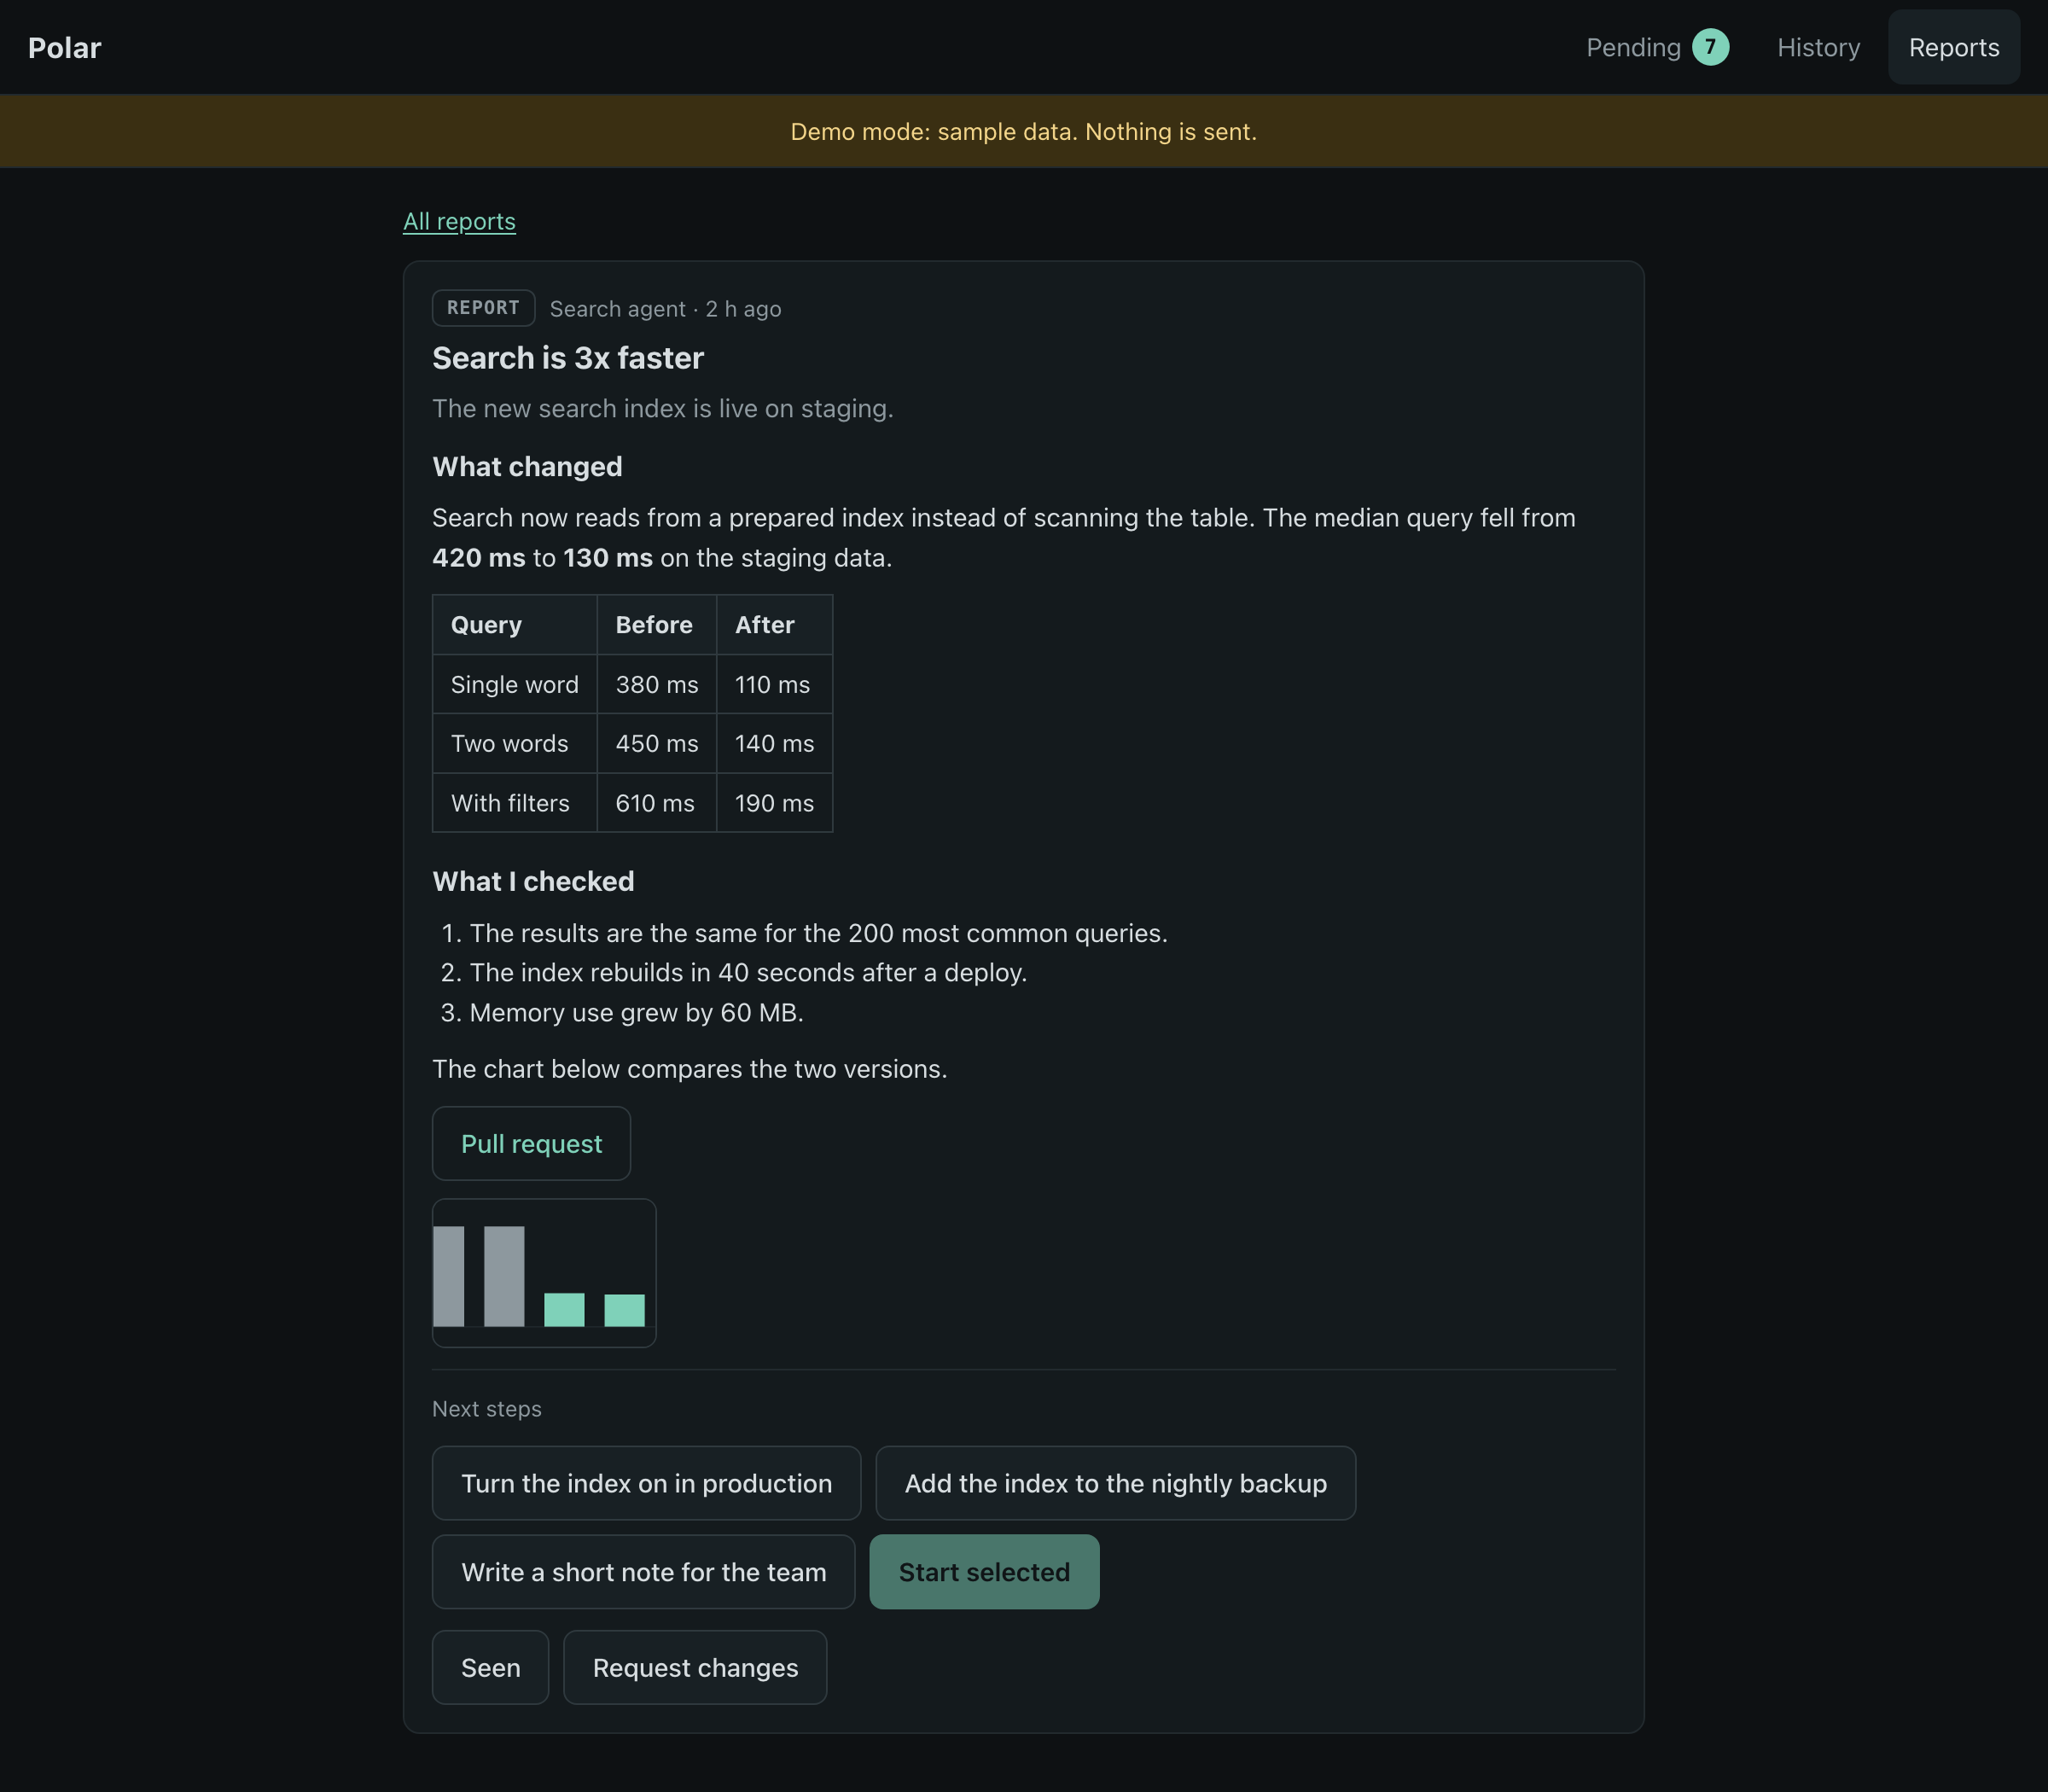 Polar
Pending 7 History Reports
Demo mode: sample data. Nothing is sent.
All reports
REPORT Search agent · 2 h ago
Search is 3x faster
The new search index is live on staging.
What changed
Search now reads from a prepared index instead of scanning the table. The median query fell from
420 ms to 130 ms on the staging data.
Query Before After
Single word 380 ms 110 ms
Two words 450 ms 140 ms
With filters 610 ms 190 ms
What I checked
1. The results are the same for the 200 most common queries.
2. The index rebuilds in 40 seconds after a deploy.
3. Memory use grew by 60 MB.
The chart below compares the two versions.
Pull request
Next steps
Turn the index on in production Add the index to the nightly backup
Write a short note for the team Start selected
Seen Request changes